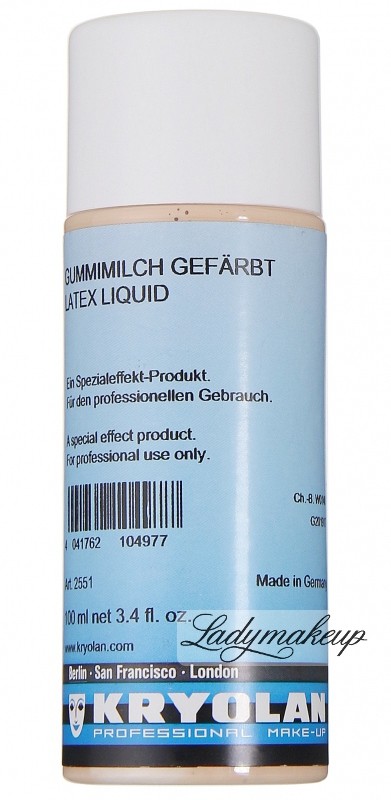 GUMMIMILCH GEFÄRBT
LATEX LIQUID
Ein Spezialeffekt-Produkt.
Für den professionellen Gebrauch.
A special effect product.
For professional use only.
Ch.-B.
4 041762 104977
Art. 2551
Made in German
100 ml net 3.4 fl. oz.
Ladymakeup
www.kryolan.com
Berlin · San Francisco · London
KRYOLAN
PROFESSIONAL MAKE-UP